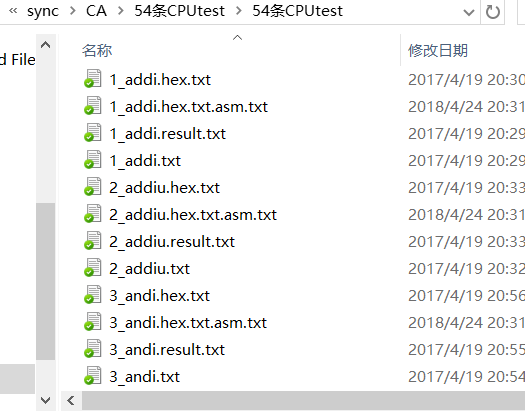 « sync › CA › 54条CPUtest › 54条CPUtest
d File
名称 修改日期
1_addi.hex.txt 2017/4/19 20:30
1_addi.hex.txt.asm.txt 2018/4/24 20:31
1_addi.result.txt 2017/4/19 20:29
1_addi.txt 2017/4/19 20:29
2_addiu.hex.txt 2017/4/19 20:33
2_addiu.hex.txt.asm.txt 2018/4/24 20:31
2_addiu.result.txt 2017/4/19 20:33
2_addiu.txt 2017/4/19 20:32
3_andi.hex.txt 2017/4/19 20:56
3_andi.hex.txt.asm.txt 2018/4/24 20:31
3_andi.result.txt 2017/4/19 20:55
3_andi.txt 2017/4/19 20:54